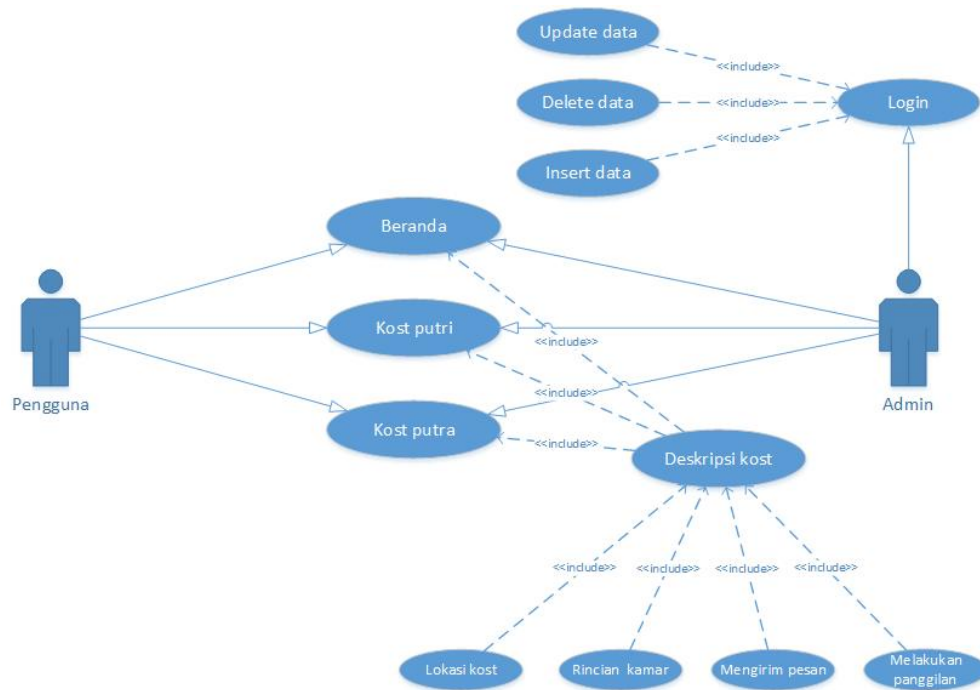 Update data
<<include>>
Delete data
<<include>>
Login
Insert data
<<include>>
Beranda
Kost putri
<<include>>
Pengguna
Admin
<<include>>
Kost putra
<<include>>
Deskripsi kost
<<include>>
<<include>>
<<include>>
<<include>>
Lokasi kost
Rincian kamar
Mengirim pesan
Melakukan
panggilan